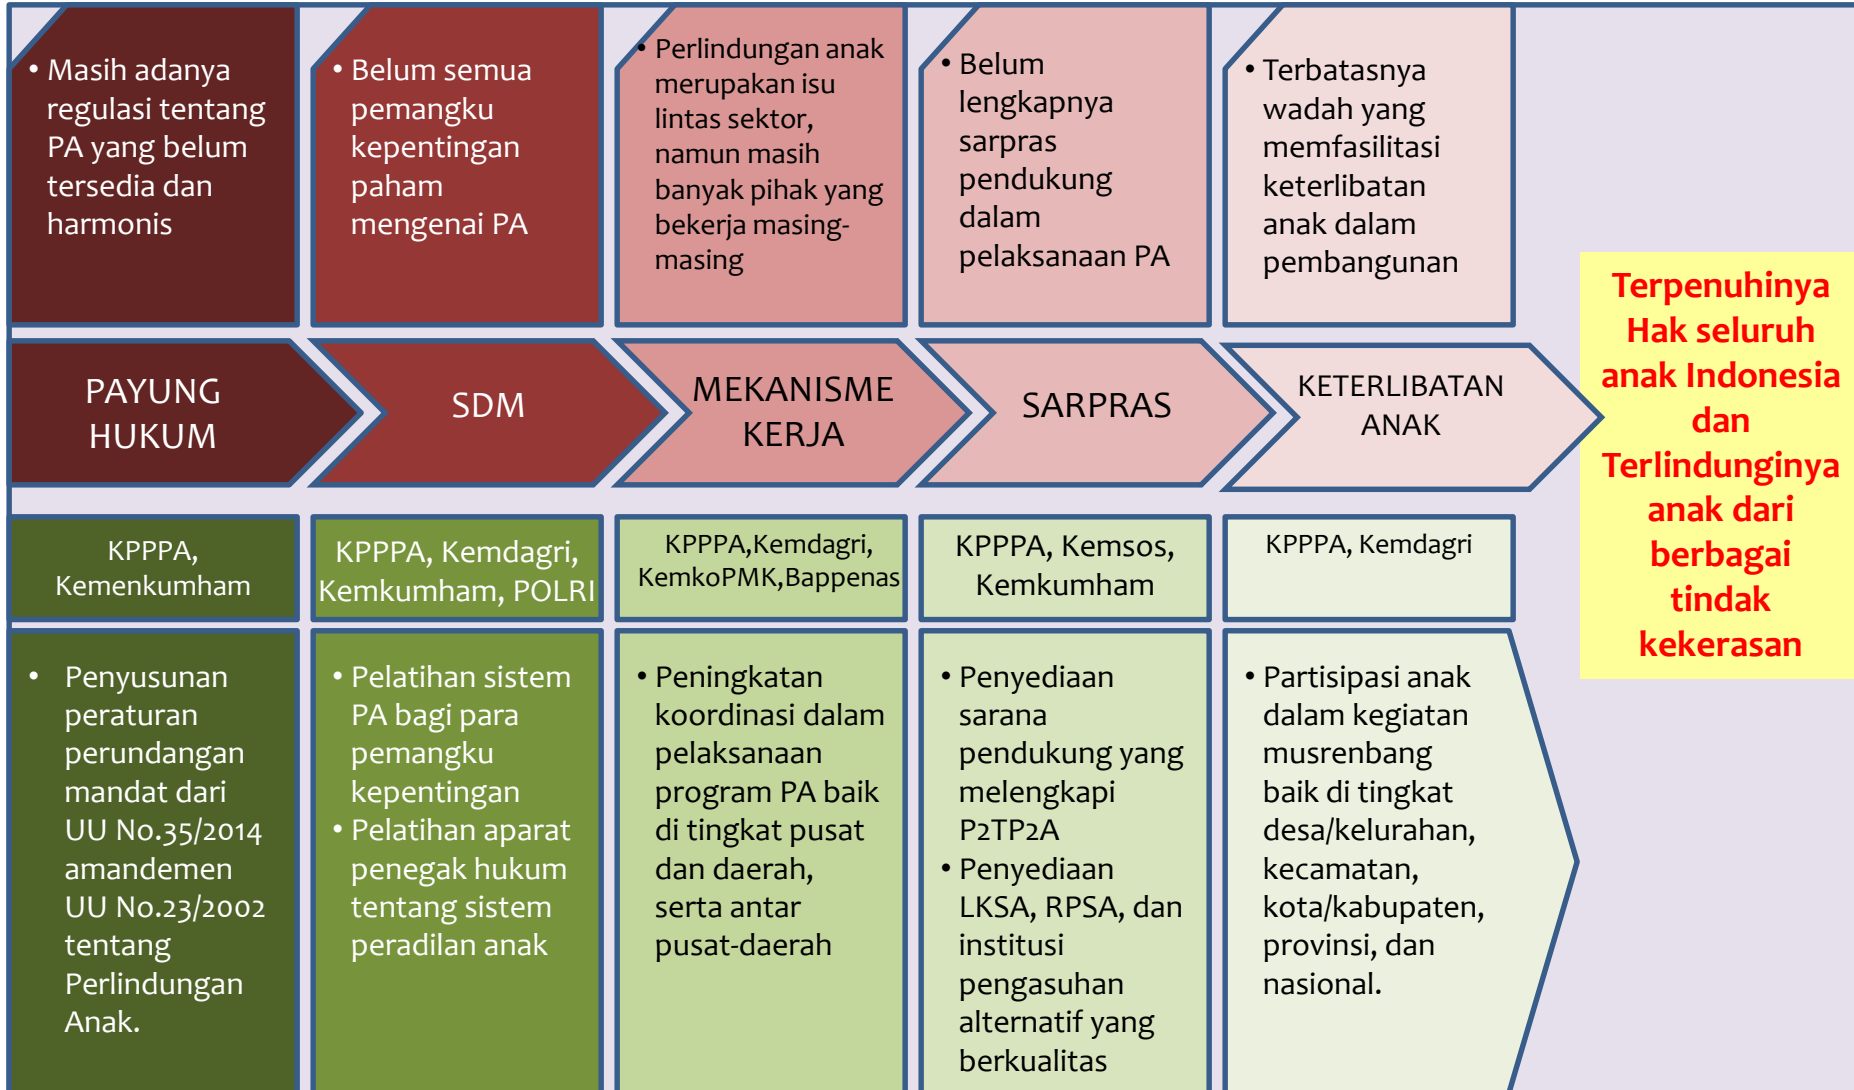 • Masih adanya
regulasi tentang
PA yang belum
tersedia dan
harmonis
• Belum semua
pemangku
kepentingan
paham
mengenai PA
• Perlindungan anak
merupakan isu
lintas sektor,
namun masih
banyak pihak yang
bekerja masing-
masing
• Belum
lengkapnya
sarpras
pendukung
dalam
pelaksanaan PA
• Terbatasnya
wadah yang
memfasilitasi
keterlibatan
anak dalam
pembangunan
PAYUNG
HUKUM
SDM
MEKANISME
KERJA
SARPRAS
KETERLIBATAN
ANAK
Terpenuhinya
Hak seluruh
anak Indonesia
dan
Terlindunginya
anak dari
berbagai
tindak
kekerasan
KPPPA,
Kemenkumham
KPPPA, Kemdagri,
Kemkumham, POLRI
KPPPA,Kemdagri,
KemkoPMK,Bappenas
KPPPA, Kemsos,
Kemkumham
KPPPA, Kemdagri
• Penyusunan
peraturan
perundangan
mandat dari
UU No.35/2014
amandemen
UU No.23/2002
tentang
Perlindungan
Anak.
• Pelatihan sistem
PA bagi para
pemangku
kepentingan
• Pelatihan aparat
penegak hukum
tentang sistem
peradilan anak
• Peningkatan
koordinasi dalam
pelaksanaan
program PA baik
di tingkat pusat
dan daerah,
serta antar
pusat-daerah
• Penyediaan
sarana
pendukung yang
melengkapi
P2TP2A
• Penyediaan
LKSA, RPSA, dan
institusi
pengasuhan
alternatif yang
berkualitas
• Partisipasi anak
dalam kegiatan
musrenbang
baik di tingkat
desa/kelurahan,
kecamatan,
kota/kabupaten,
provinsi, dan
nasional.